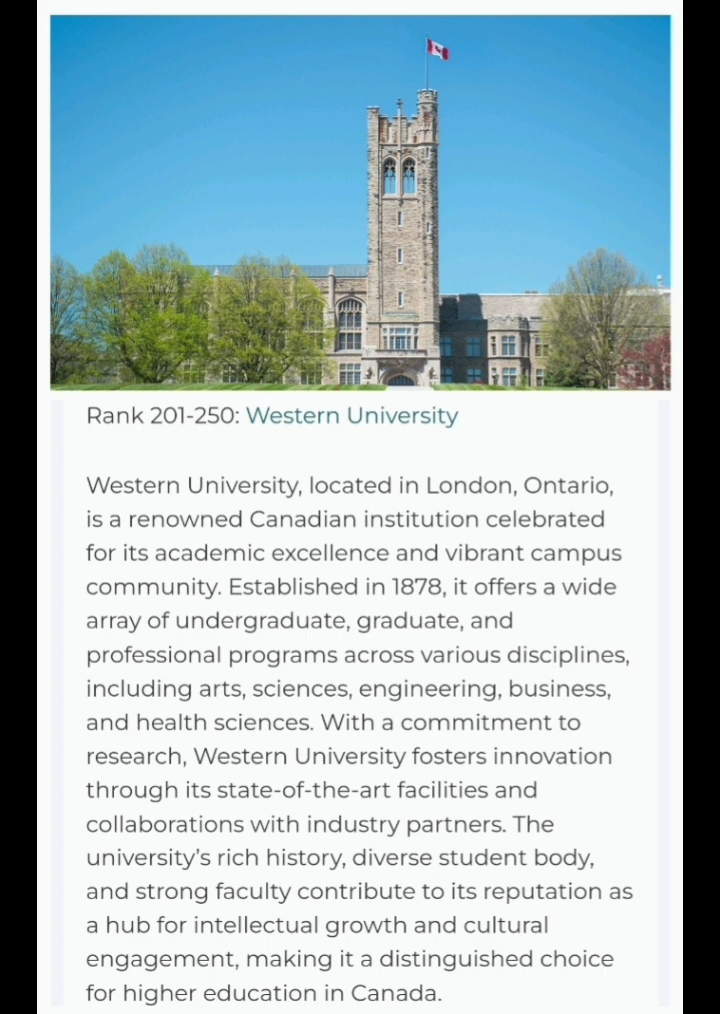 Rank 201-250: Western University
Western University, located in London, Ontario,
is a renowned Canadian institution celebrated
for its academic excellence and vibrant campus
community. Established in 1878, it offers a wide
array of undergraduate, graduate, and
professional programs across various disciplines,
including arts, sciences, engineering, business,
and health sciences. With a commitment to
research, Western University fosters innovation
through its state-of-the-art facilities and
collaborations with industry partners. The
university's rich history, diverse student body,
and strong faculty contribute to its reputation as
a hub for intellectual growth and cultural
engagement, making it a distinguished choice
for higher education in Canada.